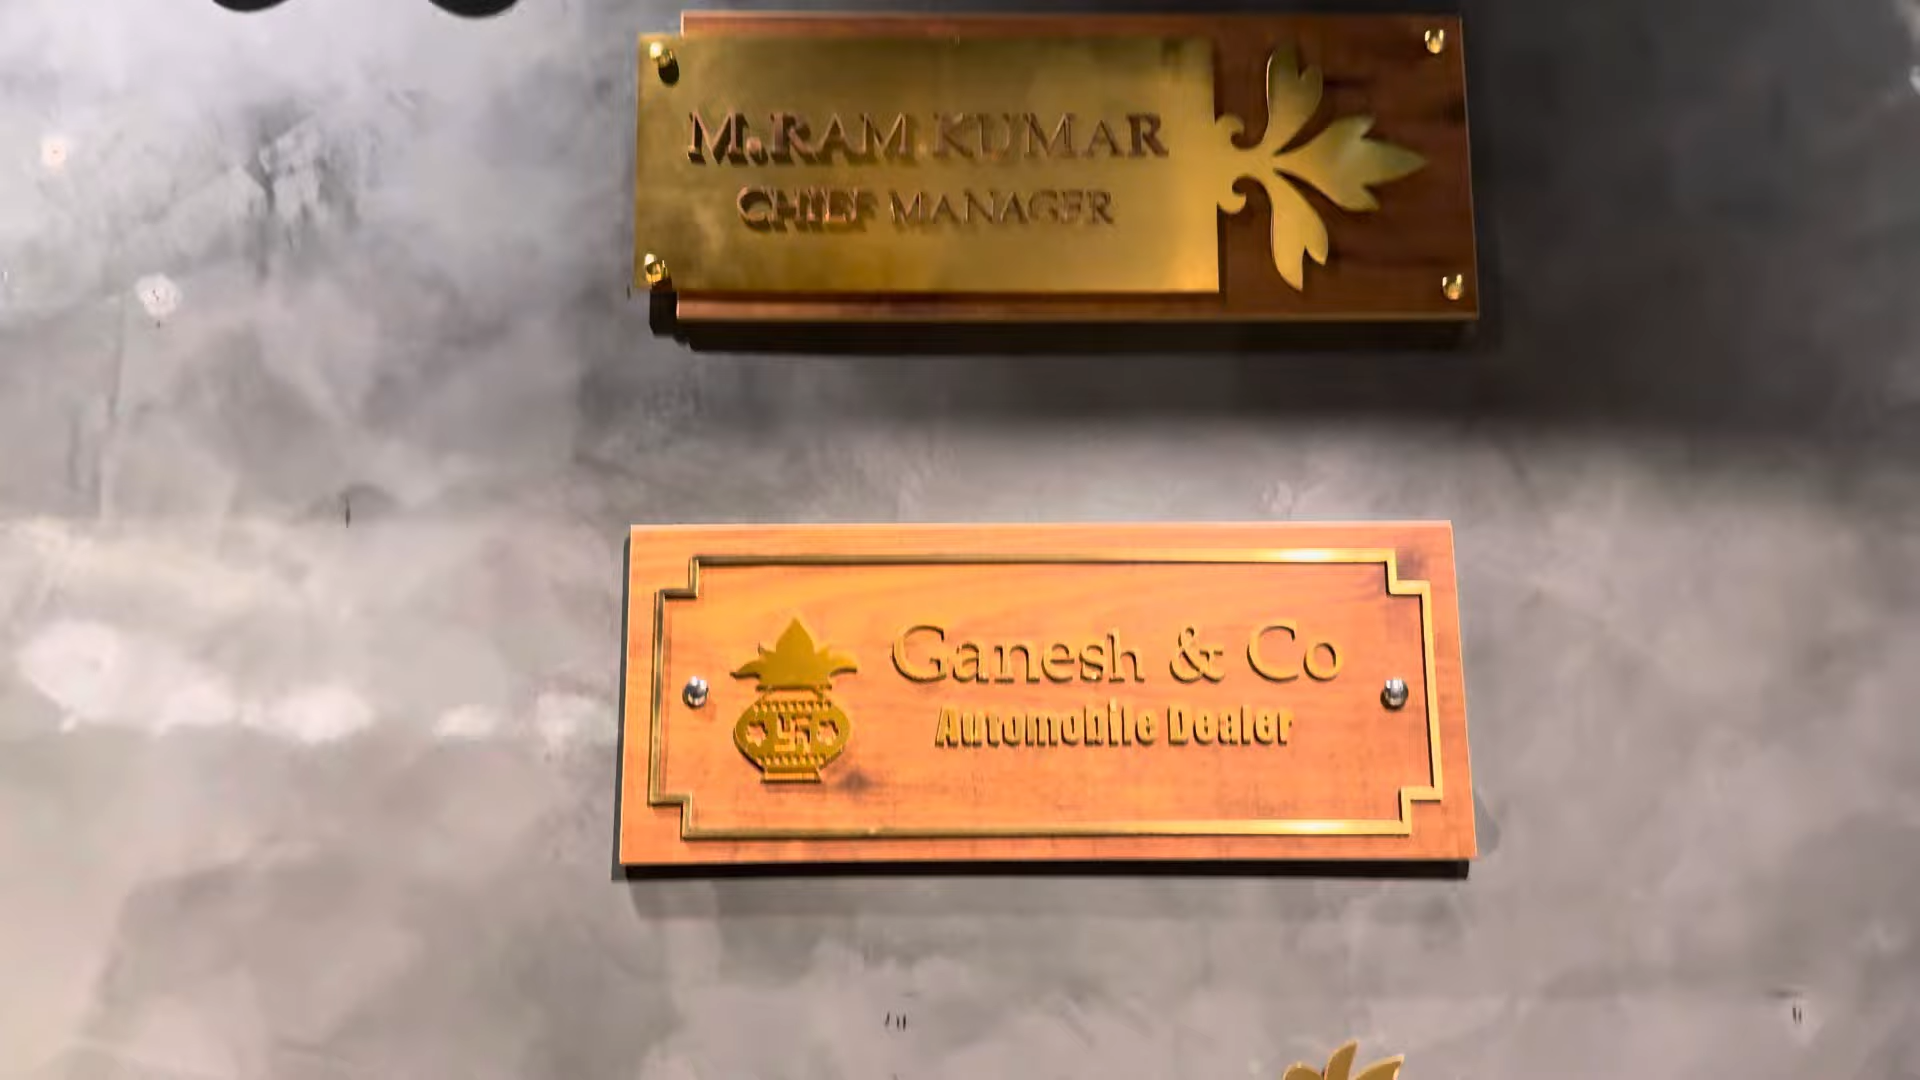 M.RAM KUMAR
CHIEF MANAGER
Ganesh & Co
Automobile Dealer